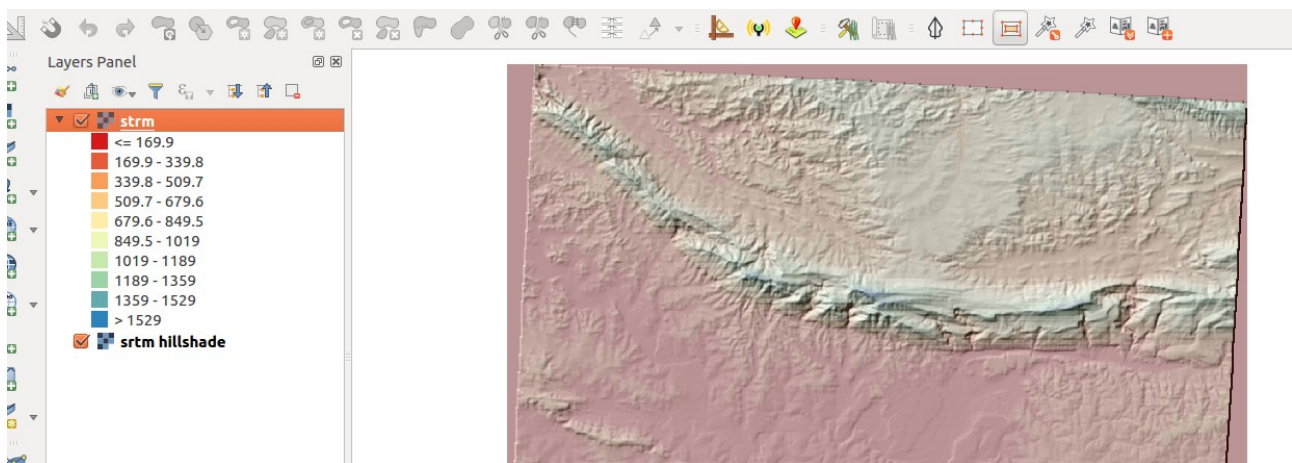 Layers Panel
strm
<= 169.9
169.9 - 339.8
339.8 - 509.7
509.7 - 679.6
679.6 - 849.5
849.5 - 1019
1019 - 1189
1189 - 1359
1359 - 1529
> 1529
srtm hillshade